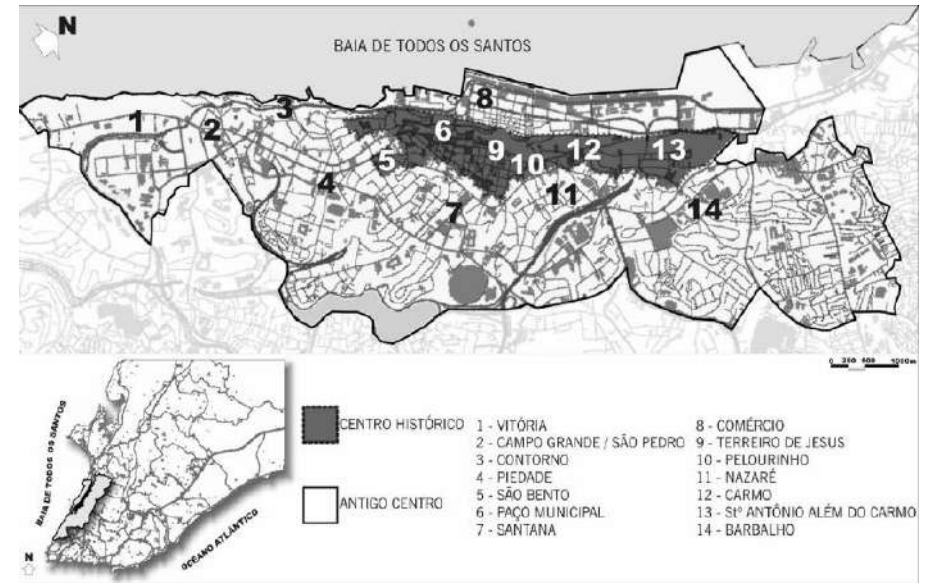 N
BAIA DE TODOS OS SANTOS
1
2
3
4
5
6
7
8
9
10
11
12
13
14
0 1000m
BAIA DE TODOS OS SANTOS
OCEANO ATLÂNTICO
N
CENTRO HISTÓRICO
ANTIGO CENTRO
1 - VITÓRIA
2 - CAMPO GRANDE / SÃO PEDRO
3 - CONTORNO
4 - PIEDADE
5 - SÃO BENTO
6 - PAÇO MUNICIPAL
7 - SANTANA
8 - COMÉRCIO
9 - TERREIRO DE JESUS
10 - PELOURINHO
11 - NAZARÉ
12 - CARMO
13 - Stº ANTÔNIO ALÉM DO CARMO
14 - BARBALHO